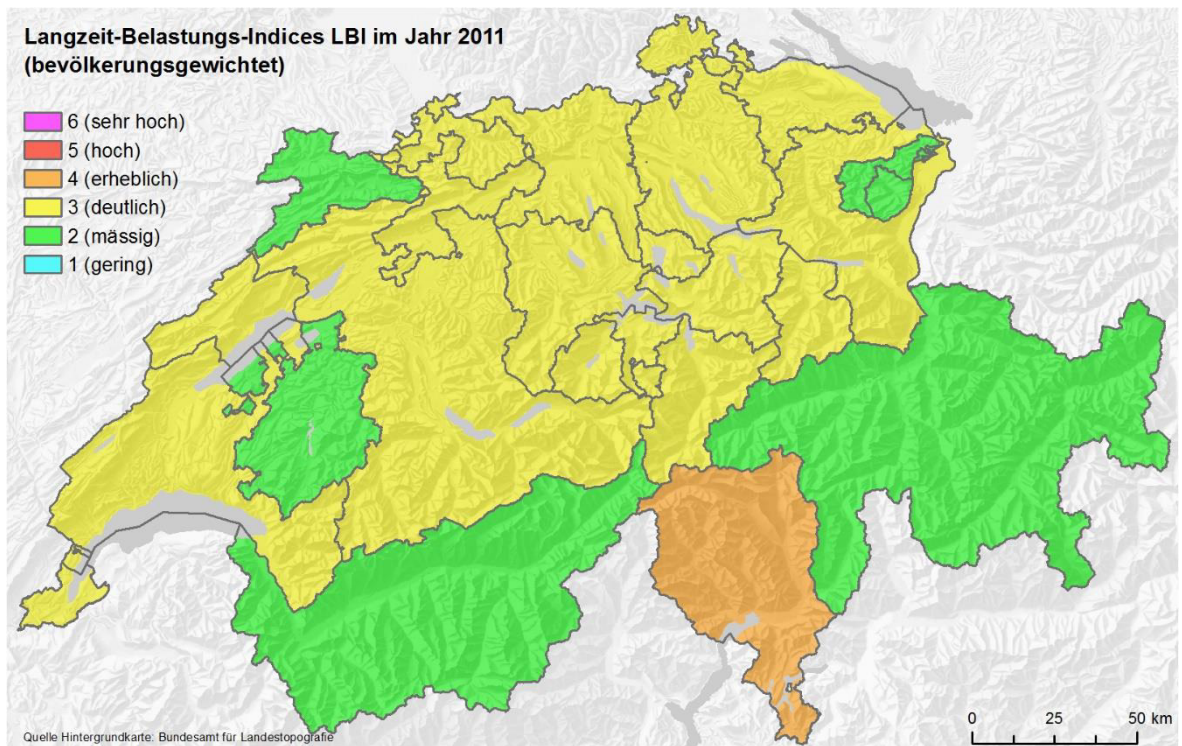 Langzeit-Belastungs-Indices LBI im Jahr 2011
(bevölkerungsgewichtet)
6 (sehr hoch)
5 (hoch)
4 (erheblich)
3 (deutlich)
2 (mässig)
1 (gering)
Quelle Hintergrundkarte: Bundesamt für Landestopografie
0 25 50 km